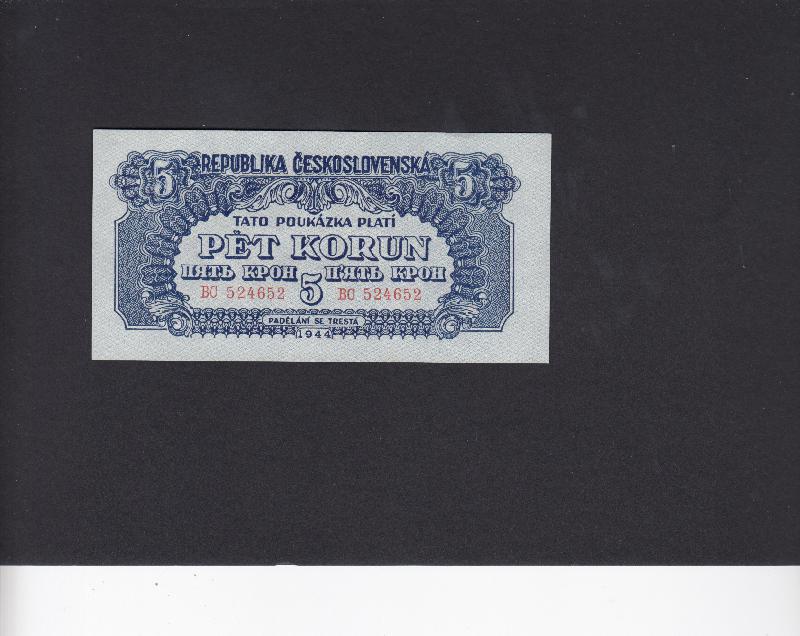 5 REPUBLIKA ČESKOSLOVENSKÁ 5
TATO POUKÁZKA PLATÍ
PĚT KORUN
ПЯТЬ КРОН П'ЯТЬ КРОН
BC 524652 5 BC 524652
PADĚLÁNÍ SE TRESTÁ
1944